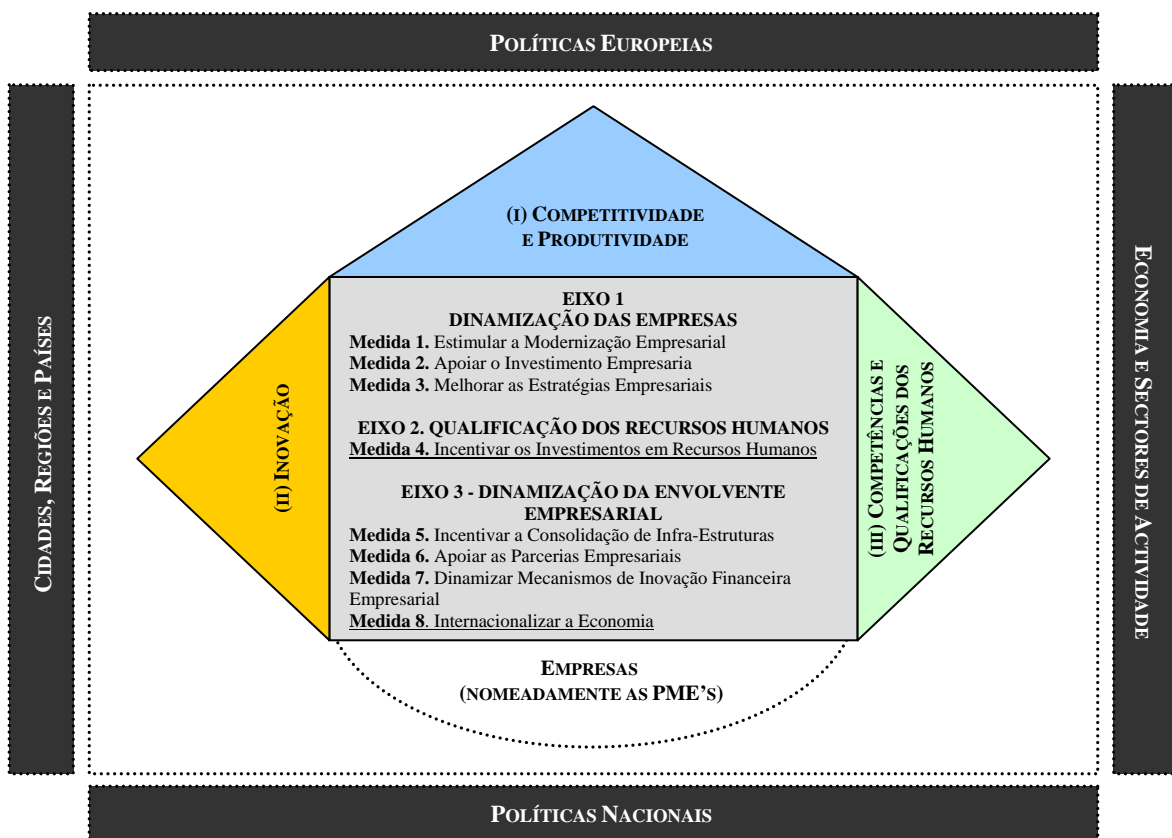 POLÍTICAS EUROPEIAS
CIDADES, REGIÕES E PAÍSES
(I) COMPETITIVIDADE
E PRODUTIVIDADE
(II) INOVAÇÃO
EIXO 1
DINAMIZAÇÃO DAS EMPRESAS
Medida 1. Estimular a Modernização Empresarial
Medida 2. Apoiar o Investimento Empresaria
Medida 3. Melhorar as Estratégias Empresariais
EIXO 2. QUALIFICAÇÃO DOS RECURSOS HUMANOS
Medida 4. Incentivar os Investimentos em Recursos Humanos
EIXO 3 - DINAMIZAÇÃO DA ENVOLVENTE
EMPRESARIAL
Medida 5. Incentivar a Consolidação de Infra-Estruturas
Medida 6. Apoiar as Parcerias Empresariais
Medida 7. Dinamizar Mecanismos de Inovação Financeira
Empresarial
Medida 8. Internacionalizar a Economia
(III) COMPETÊNCIAS E
QUALIFICAÇÕES DOS
RECURSOS HUMANOS
ECONOMIA E SECTORES DE ACTIVIDADE
EMPRESAS
(NOMEADAMENTE AS PME'S)
POLÍTICAS NACIONAIS